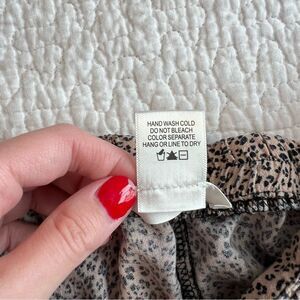 HAND WASH COLD
DO NOT BLEACH
COLOR SEPARATE
HANG OR LINE TO DRY